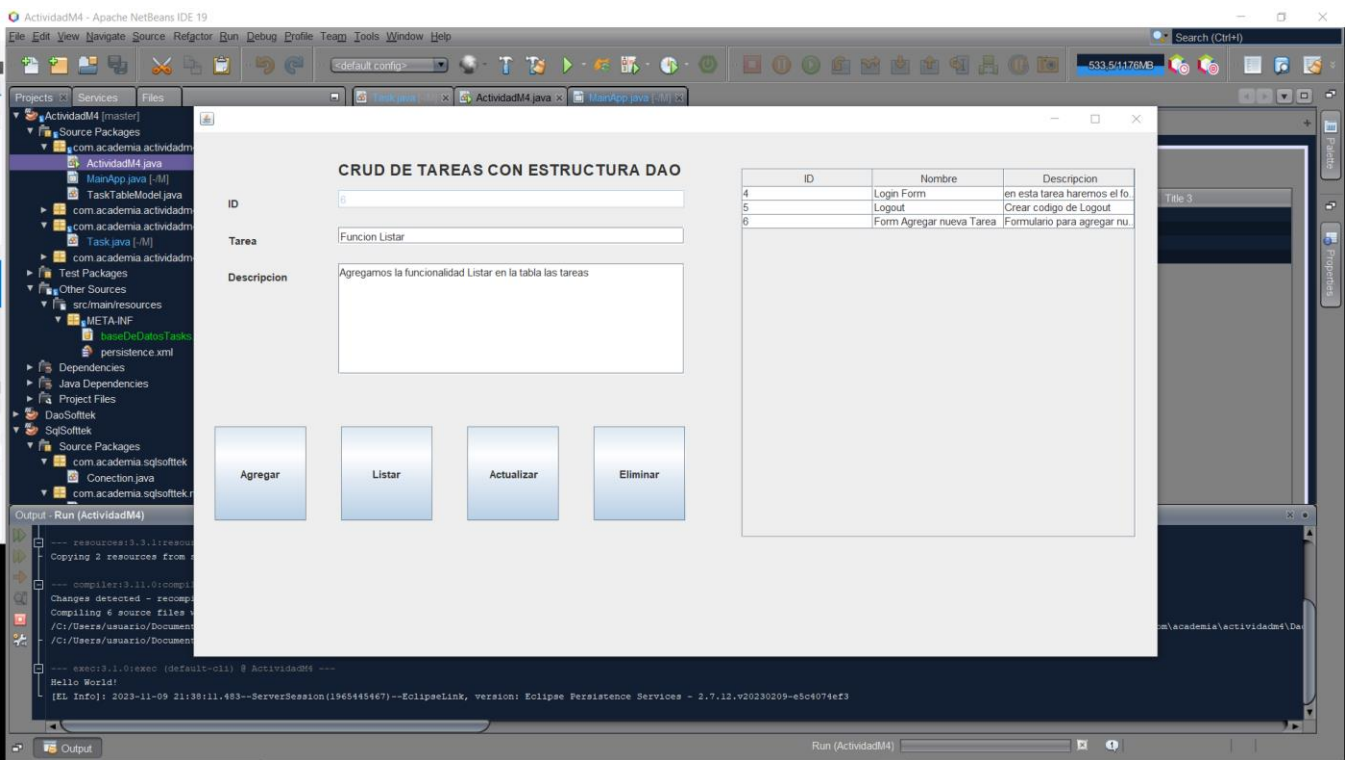 ActividadM4 - Apache NetBeans IDE 19
File Edit View Navigate Source Refactor Run Debug Profile Team Tools Window Help
Search (Ctrl+I)
<default config>
533,5/1176MB
Projects Services Files
Task.java [-/M] ActividadM4.java MainApp.java [-/M]
ActividadM4 [master]
Source Packages
com.academia.actividadm
ActividadM4.java
MainApp.java [-/M]
TaskTableModel.java
com.academia.actividadm
com.academia.actividadm
Task.java [-/M]
com.academia.actividadm
Test Packages
Other Sources
src/main/resources
META-INF
baseDeDatosTasks
persistence.xml
Dependencies
Java Dependencies
Project Files
DaoSofttek
SqlSofttek
Source Packages
com.academia.sqlsofttek
Conection.java
com.academia.sqlsofttek.r
CRUD DE TAREAS CON ESTRUCTURA DAO
ID
6
Tarea
Funcion Listar
Descripcion
Agregamos la funcionalidad Listar en la tabla las tareas
Agregar Listar Actualizar Eliminar
ID Nombre Descripcion
4 Login Form en esta tarea haremos el fo..
5 Logout Crear codigo de Logout
6 Form Agregar nueva Tarea Formulario para agregar nu..
Title 3
Palette
Properties
Output - Run (ActividadM4)
--- resources:3.3.1:resou
Copying 2 resources from s
--- compiler:3.11.0:compil
Changes detected - recompi
Compiling 6 source files w
/C:/Users/usuario/Document
/C:/Users/usuario/Document
om\academia\actividadm4\Dao
--- exec:3.1.0:exec (default-cli) @ ActividadM4 ---
Hello World!
[EL Info]: 2023-11-09 21:38:11.483--ServerSession(1965445467)--EclipseLink, version: Eclipse Persistence Services - 2.7.12.v20230209-e5c4074ef3
Output
Run (ActividadM4)